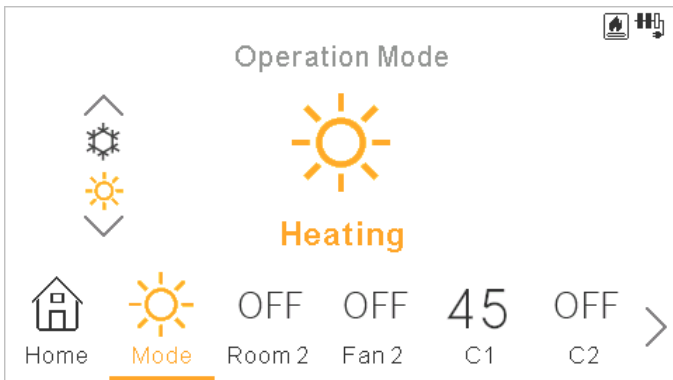 Operation Mode
Heating
OFF OFF 45 OFF
Home Mode Room 2 Fan 2 C1 C2